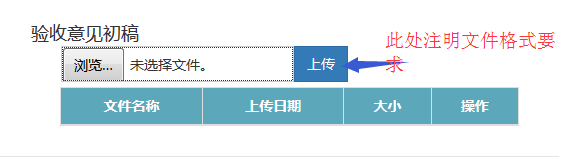 验收意见初稿
此处注明文件格式要
求
浏览... 未选择文件。 上传
文件名称 上传日期 大小 操作